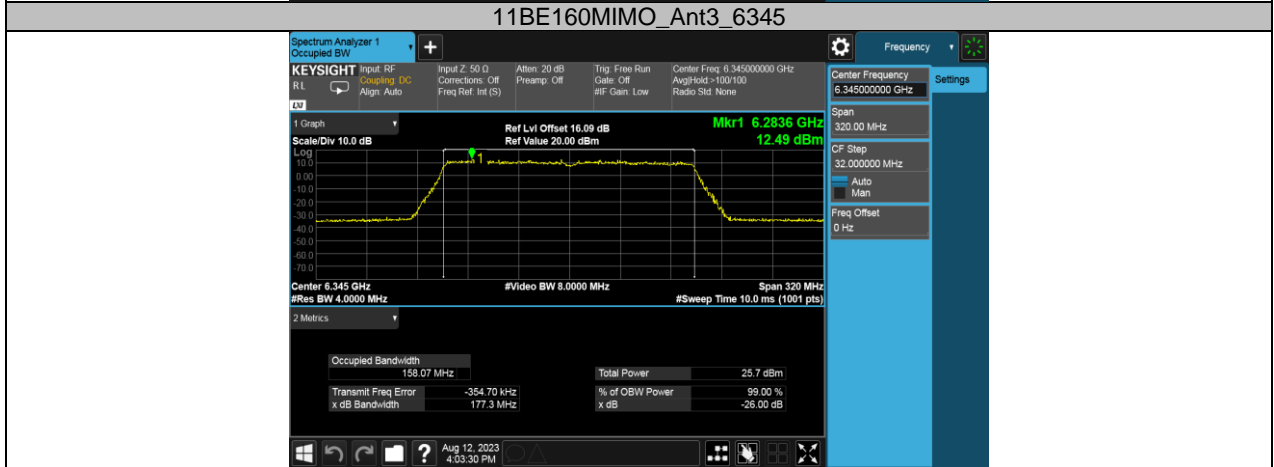 11BE160MIMO_Ant3_6345
Spectrum Analyzer 1
Occupied BW
+
Frequency
KEYSIGHT
RL
LXI
Input: RF
Coupling: DC
Align: Auto
Input Z: 50 Ω
Corrections: Off
Freq Ref: Int (S)
Atten: 20 dB
Preamp: Off
Trig: Free Run
Gate: Off
#IF Gain: Low
Center Freq: 6.345000000 GHz
Avg|Hold:>100/100
Radio Std: None
Center Frequency
6.345000000 GHz
Settings
Span
320.00 MHz
CF Step
32.000000 MHz
Auto
Man
Freq Offset
0 Hz
1 Graph
Scale/Div 10.0 dB
Ref Lvl Offset 16.09 dB
Ref Value 20.00 dBm
Mkr1 6.2836 GHz
12.49 dBm
Log
10.0
0.00
-10.0
-20.0
-30.0
-40.0
-50.0
-60.0
-70.0
1
Center 6.345 GHz
#Res BW 4.0000 MHz
#Video BW 8.0000 MHz
Span 320 MHz
#Sweep Time 10.0 ms (1001 pts)
2 Metrics
Occupied Bandwidth
158.07 MHz
Total Power 25.7 dBm
Transmit Freq Error -354.70 kHz
% of OBW Power 99.00 %
x dB Bandwidth 177.3 MHz
x dB -26.00 dB
?
Aug 12, 2023
4:03:30 PM